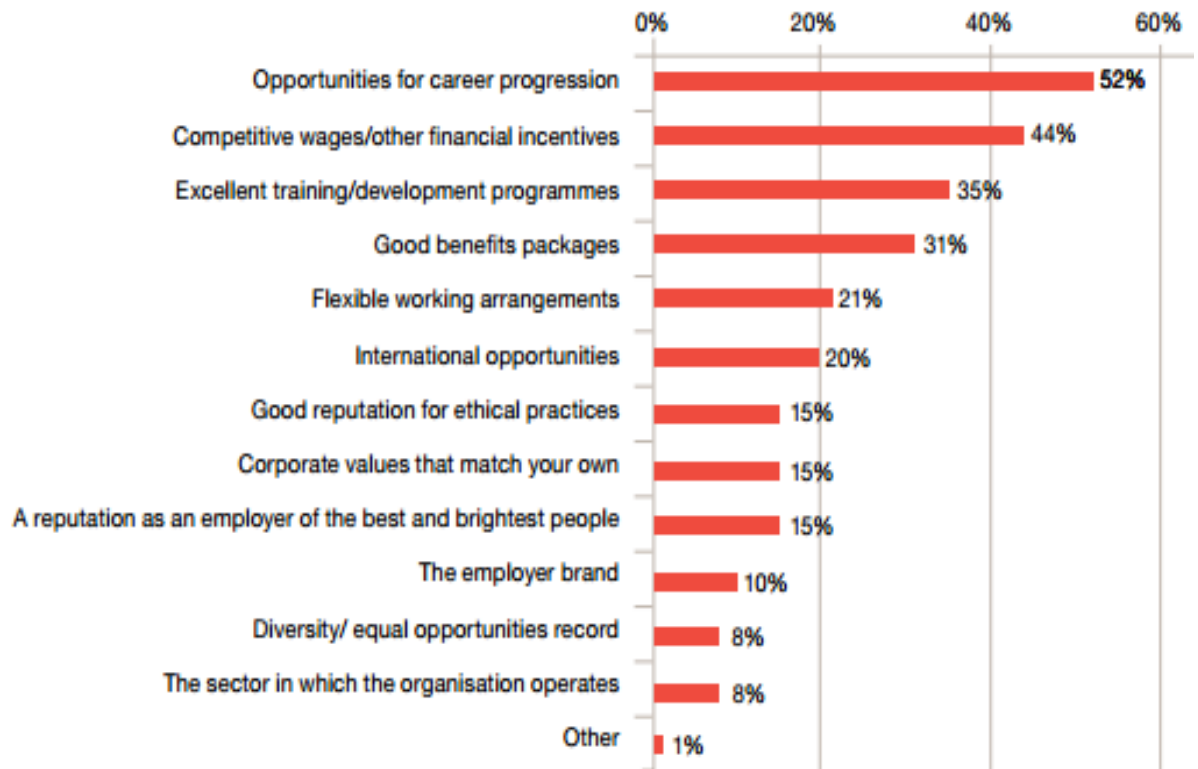 0% 20% 40% 60%
Opportunities for career progression 52%
Competitive wages/other financial incentives 44%
Excellent training/development programmes 35%
Good benefits packages 31%
Flexible working arrangements 21%
International opportunities 20%
Good reputation for ethical practices 15%
Corporate values that match your own 15%
A reputation as an employer of the best and brightest people 15%
The employer brand 10%
Diversity/ equal opportunities record 8%
The sector in which the organisation operates 8%
Other 1%